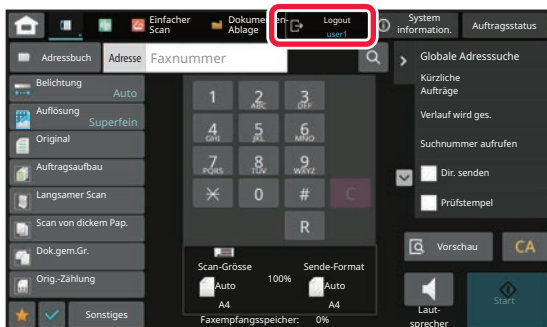 Einfacher
Scan
Dokumenten-
Ablage
Logout
user1
System
information.
Auftragsstatus
Adressbuch
Adresse
Faxnummer
Belichtung
Auto
Auflösung
Superfein
Original
Auftragsaufbau
Langsamer Scan
Scan von dickem Pap.
Dok.gem.Gr.
Orig.-Zählung
Sonstiges
1
2
ABC
3
DEF
4
GHI
5
JKL
6
MNO
7
PQRS
8
TUV
9
WXYZ
0
#
C
R
Scan-Grösse
Auto
A4
100%
Sende-Format
Auto
A4
Faxempfangsspeicher: 0%
Globale Adresssuche
Kürzliche
Aufträge
Verlauf wird ges.
Suchnummer aufrufen
Dir. senden
Prüfstempel
Vorschau
CA
Laut-
sprecher
Start